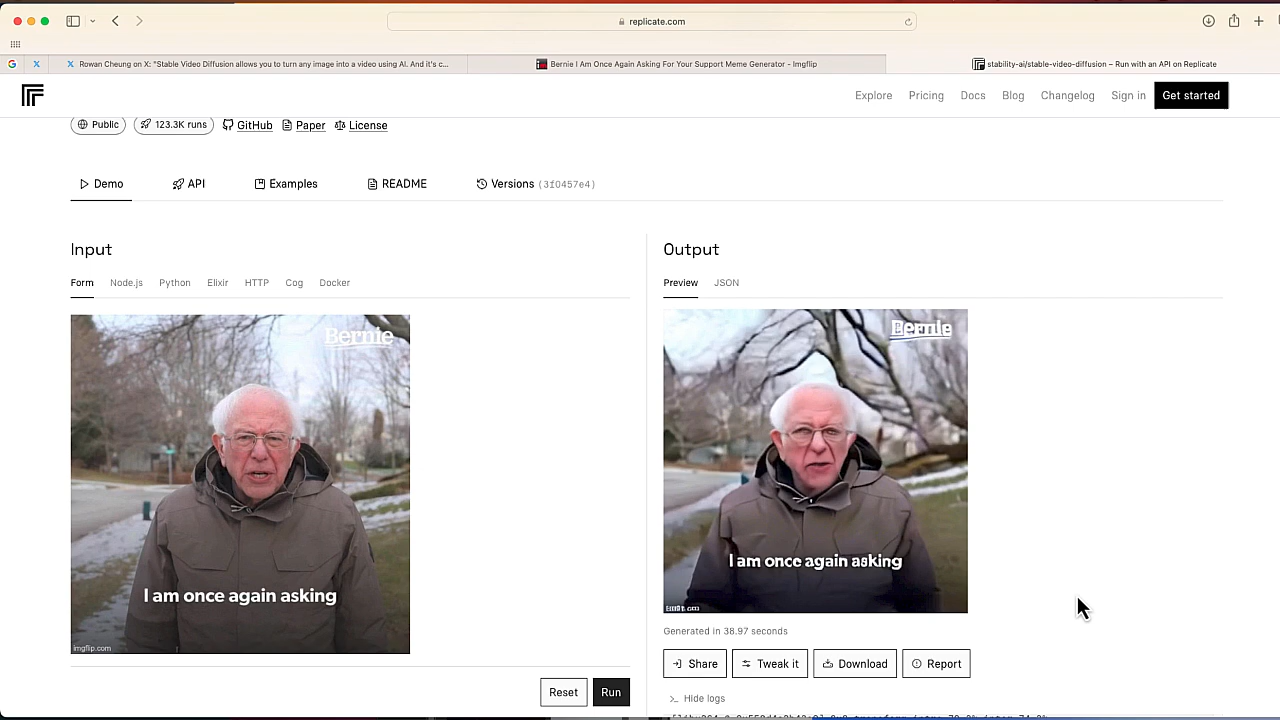 replicate.com
Rowan Cheung on X: "Stable Video Diffusion allows you to turn any image into a video using AI. And it's c...
Bernie I Am Once Again Asking For Your Support Meme Generator - Imgflip
stability-ai/stable-video-diffusion – Run with an API on Replicate
Explore Pricing Docs Blog Changelog Sign in Get started
Public 123.3K runs GitHub Paper License
Demo API Examples README Versions (3f0457e4)
Input
Form Node.js Python Elixir HTTP Cog Docker
Bernie
I am once again asking
imgflip.com
Reset Run
Output
Preview JSON
Bernie
I am once again asking
Generated in 38.97 seconds
Share Tweak it Download Report
Hide logs